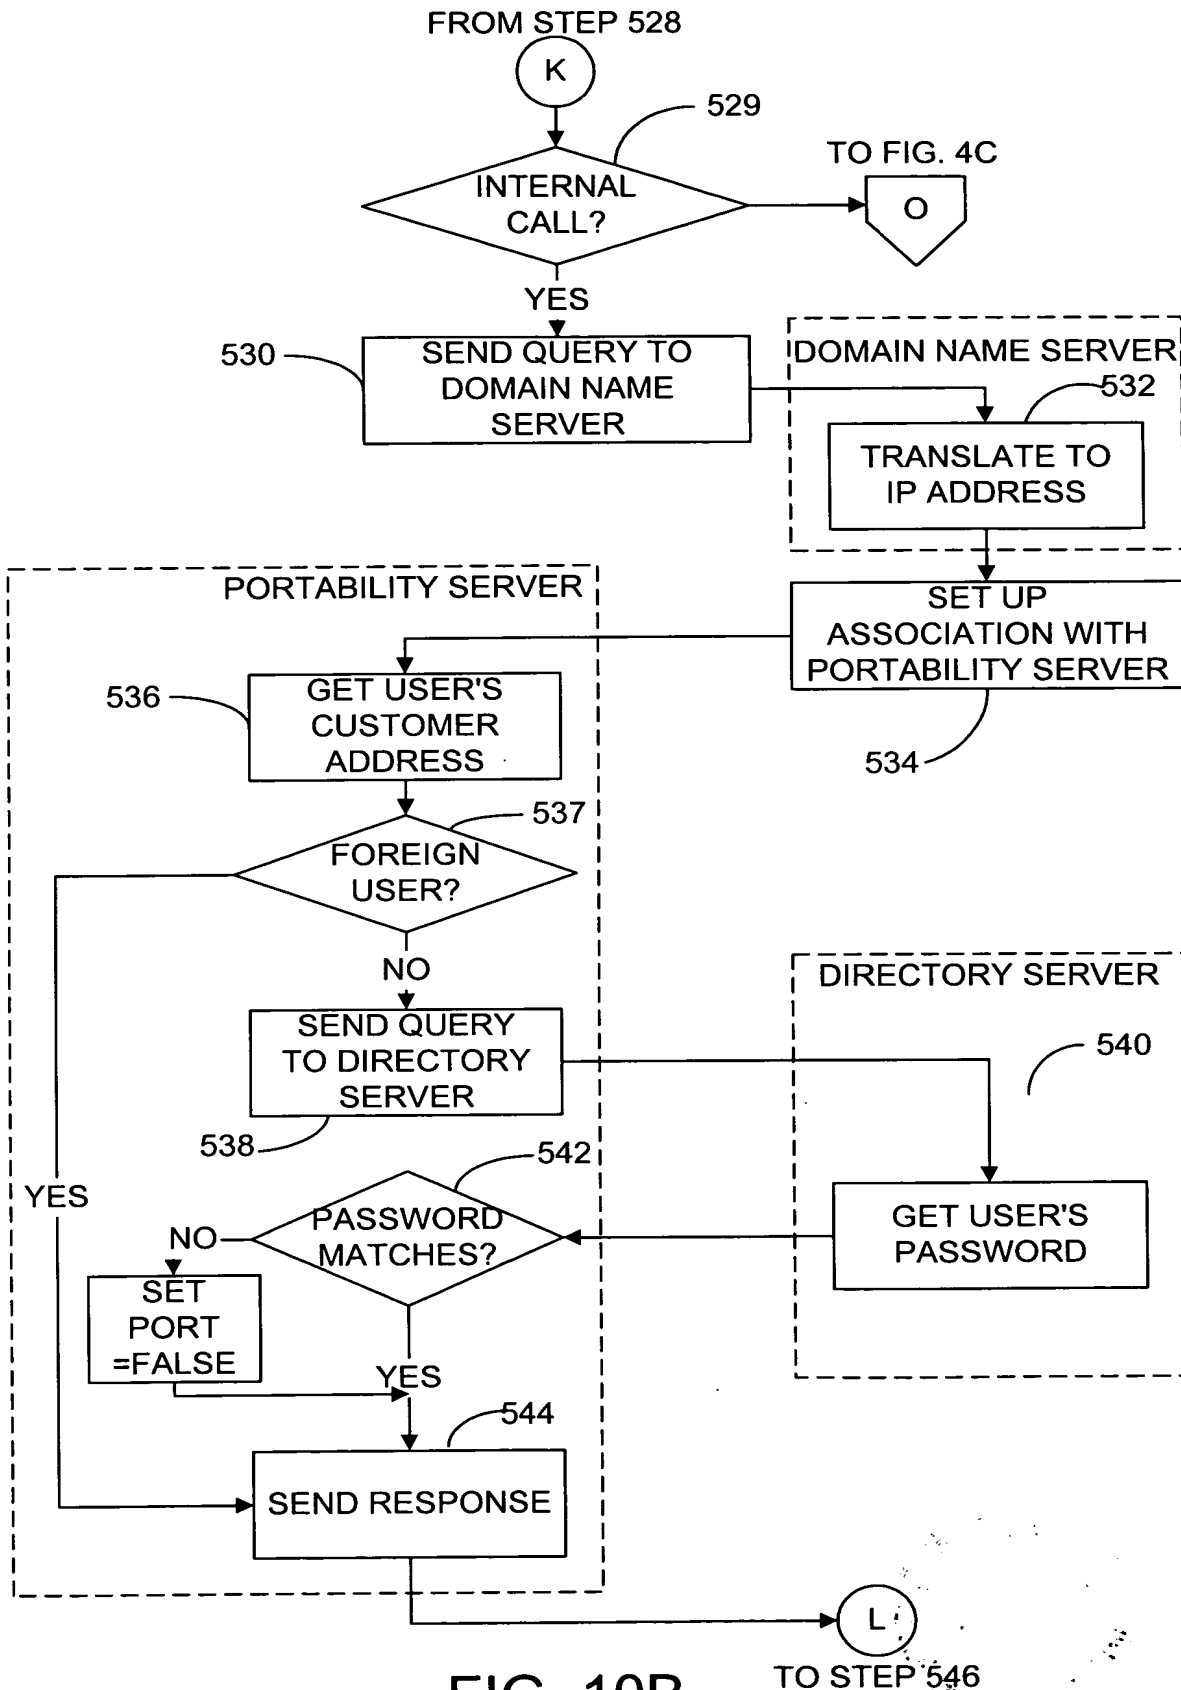 FROM STEP 528
K
529
INTERNAL
CALL?
TO FIG. 4C
O
YES
530
SEND QUERY TO
DOMAIN NAME
SERVER
DOMAIN NAME SERVER
532
TRANSLATE TO
IP ADDRESS
SET UP
ASSOCIATION WITH
PORTABILITY SERVER
534
PORTABILITY SERVER
536
GET USER'S
CUSTOMER
ADDRESS
537
FOREIGN
USER?
NO
YES
SEND QUERY
TO DIRECTORY
SERVER
538
DIRECTORY SERVER
540
GET USER'S
PASSWORD
542
PASSWORD
MATCHES?
NO
SET
PORT
=FALSE
YES
544
SEND RESPONSE
L
TO STEP 546
FIG. 10B